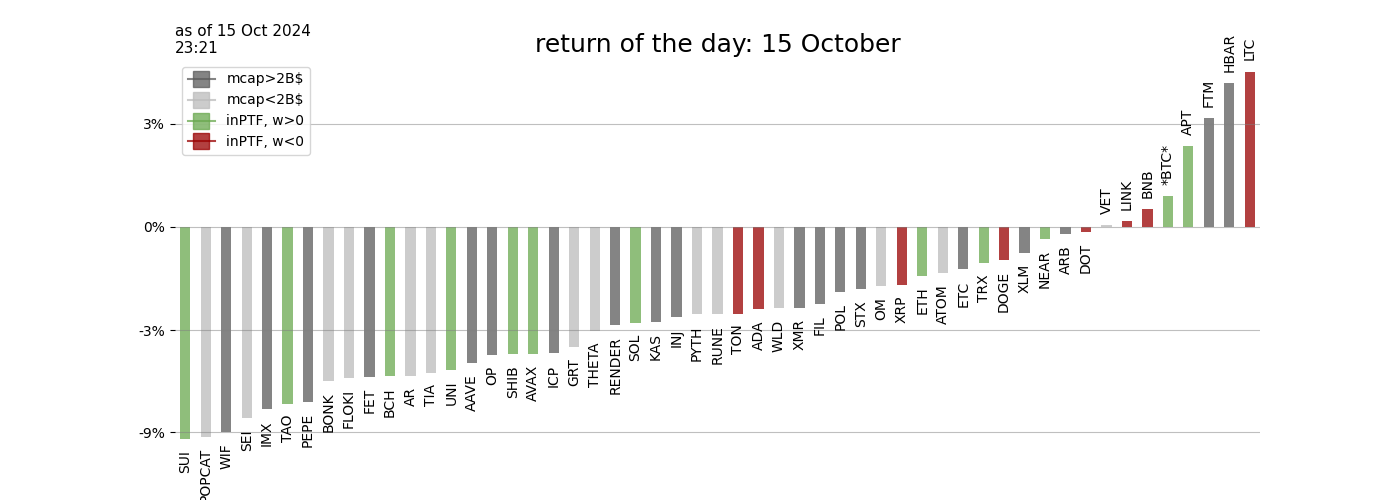 as of 15 Oct 2024
23:21
return of the day: 15 October
mcap>2B$
mcap<2B$
inPTF, w>0
inPTF, w<0
3%
0%
-3%
-9%
SUI
POPCAT
WIF
SEI
IMX
TAO
PEPE
BONK
FLOKI
FET
BCH
AR
TIA
UNI
AAVE
OP
SHIB
AVAX
ICP
GRT
THETA
RENDER
SOL
KAS
INJ
PYTH
RUNE
TON
ADA
WLD
XMR
FIL
POL
STX
OM
XRP
ETH
ATOM
ETC
TRX
DOGE
XLM
NEAR
ARB
DOT
VET
LINK
BNB
*BTC*
APT
FTM
HBAR
LTC